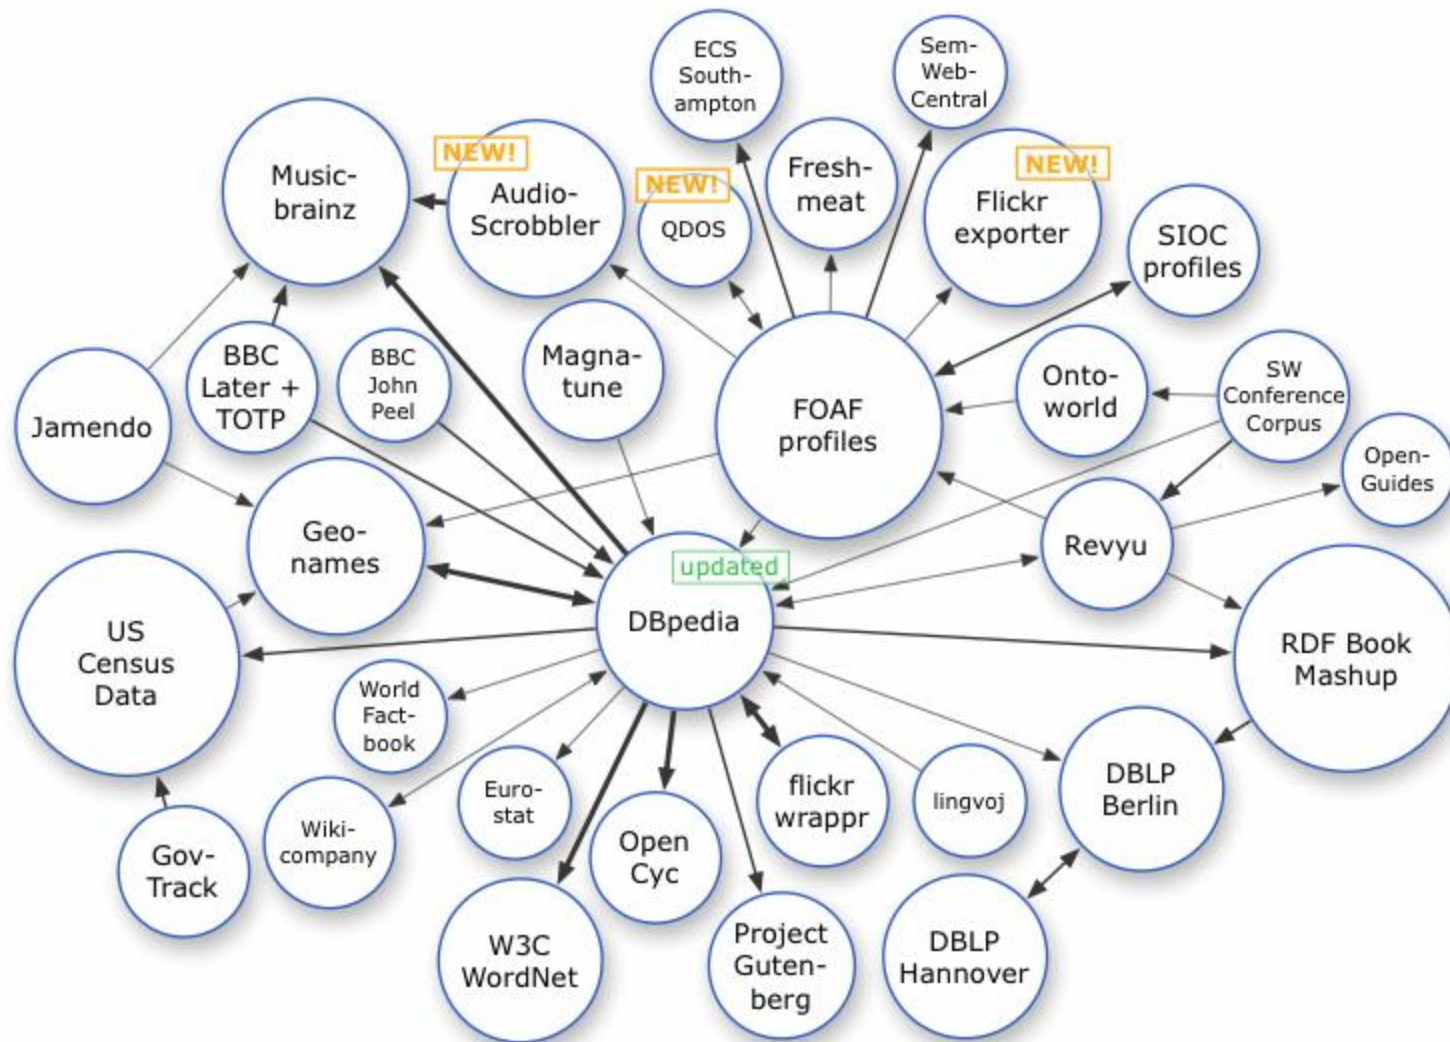 ECS
South-
ampton
Sem-
Web-
Central
NEW!
Music-
brainz
Audio-
Scrobbler
NEW!
QDOS
Fresh-
meat
NEW!
Flickr
exporter
SIOC
profiles
Jamendo
BBC
Later +
TOTP
BBC
John
Peel
Magna-
tune
FOAF
profiles
Onto-
world
SW
Conference
Corpus
Open-
Guides
Geo-
names
updated
DBpedia
Revyu
US
Census
Data
RDF Book
Mashup
World
Fact-
book
Gov-
Track
Wiki-
company
Euro-
stat
Open
Cyc
flickr
wrappr
lingvoj
DBLP
Berlin
W3C
WordNet
Project
Guten-
berg
DBLP
Hannover